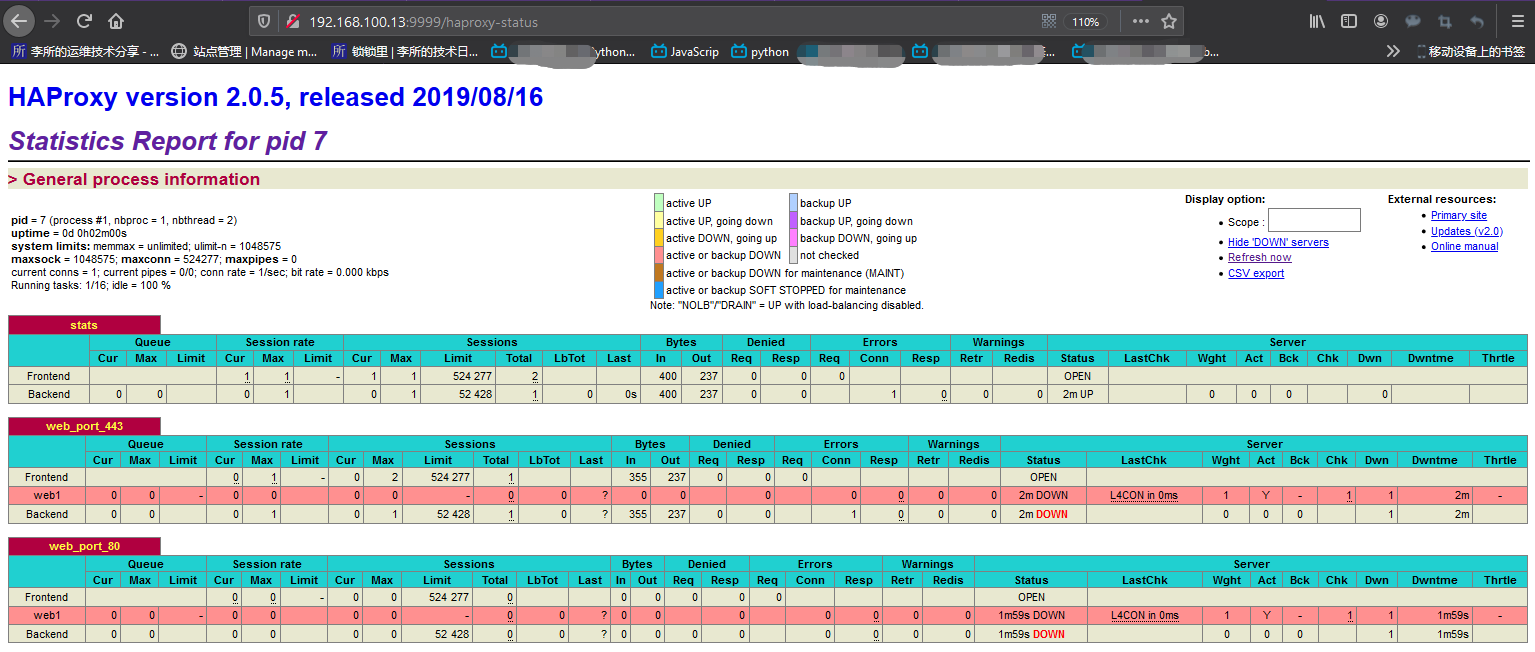 192.168.100.13:9999/haproxy-status 110%
李所的运维技术分享 - ... 站点管理 | Manage m... 锁锁里 | 李所的技术日... ython... JavaScrip python 移动设备上的书签
HAProxy version 2.0.5, released 2019/08/16
Statistics Report for pid 7
> General process information
pid = 7 (process #1, nbproc = 1, nbthread = 2)
uptime = 0d 0h02m00s
system limits: memmax = unlimited; ulimit-n = 1048575
maxsock = 1048575; maxconn = 524277; maxpipes = 0
current conns = 1; current pipes = 0/0; conn rate = 1/sec; bit rate = 0.000 kbps
Running tasks: 1/16; idle = 100 %
active UP backup UP
active UP, going down backup UP, going down
active DOWN, going up backup DOWN, going up
active or backup DOWN not checked
active or backup DOWN for maintenance (MAINT)
active or backup SOFT STOPPED for maintenance
Note: "NOLB"/"DRAIN" = UP with load-balancing disabled.
Display option:
Scope :
Hide 'DOWN' servers
Refresh now
CSV export
External resources:
Primary site
Updates (v2.0)
Online manual
stats
Queue Session rate Sessions Bytes Denied Errors Warnings Server
Cur Max Limit Cur Max Limit Cur Max Limit Total LbTot Last In Out Req Resp Req Conn Resp Retr Redis Status LastChk Wght Act Bck Chk Dwn Dwntme Thrtle
Frontend 1 1 - 1 1 524 277 2 400 237 0 0 0 OPEN
Backend 0 0 0 1 0 1 52 428 1 0 0s 400 237 0 0 1 0 0 0 2m UP 0 0 0 0
web_port_443
Queue Session rate Sessions Bytes Denied Errors Warnings Server
Cur Max Limit Cur Max Limit Cur Max Limit Total LbTot Last In Out Req Resp Req Conn Resp Retr Redis Status LastChk Wght Act Bck Chk Dwn Dwntme Thrtle
Frontend 0 1 - 0 2 524 277 1 355 237 0 0 0 OPEN
web1 0 0 - 0 0 0 0 - 0 0 ? 0 0 0 0 0 0 0 2m DOWN L4CON in 0ms 1 Y - 1 1 2m -
Backend 0 0 0 1 0 1 52 428 1 0 ? 355 237 0 0 1 0 0 0 2m DOWN 0 0 0 1 2m
web_port_80
Queue Session rate Sessions Bytes Denied Errors Warnings Server
Cur Max Limit Cur Max Limit Cur Max Limit Total LbTot Last In Out Req Resp Req Conn Resp Retr Redis Status LastChk Wght Act Bck Chk Dwn Dwntme Thrtle
Frontend 0 0 - 0 0 524 277 0 0 0 0 0 0 OPEN
web1 0 0 - 0 0 0 0 - 0 0 ? 0 0 0 0 0 0 0 1m59s DOWN L4CON in 0ms 1 Y - 1 1 1m59s -
Backend 0 0 0 0 0 0 52 428 0 0 ? 0 0 0 0 0 0 0 0 1m59s DOWN 0 0 0 1 1m59s